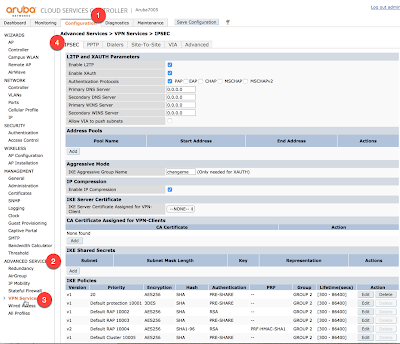 aruba
CLOUD SERVICES CONTROLLER | Aruba7005
Log out admin
Dashboard Monitoring Configuration Diagnostics Maintenance Save Configuration
1
Advanced Services > VPN Services > IPSEC
4
IPSEC PPTP Dialers Site-To-Site VIA Advanced
WIZARDS
AP
Controller
Campus WLAN
Remote AP
AirWave
NETWORK
Controller
VLANs
Ports
Cellular Profile
IP
SECURITY
Authentication
Access Control
WIRELESS
AP Configuration
AP Installation
MANAGEMENT
General
Administration
Certificates
SNMP
Logging
Clock
Guest Provisioning
Captive Portal
SMTP
Bandwidth Calculator
Threshold
ADVANCED SERVICES
2
Redundancy
AirGroup
IP Mobility
Stateful Firewall
VPN Services
3
Wired Access
All Profiles
L2TP and XAUTH Parameters
Enable L2TP
Enable XAuth
Authentication Protocols PAP EAP CHAP MSCHAP MSCHAPv2
Primary DNS Server 0.0.0.0
Secondary DNS Server 0.0.0.0
Primary WINS Server 0.0.0.0
Secondary WINS Server 0.0.0.0
Allow VIA to push subnets
Address Pools
Pool Name Start Address End Address Actions
Add
Aggressive Mode
IKE Aggressive Group Name changeme (Only needed for XAUTH)
IP Compression
Enable IP Compression
IKE Server Certificate
IKE Server Certificate Assigned for VPN-Client --NONE--
CA Certificate Assigned for VPN-Clients
CA Certificate Action
None found
Add
IKE Shared Secrets
Subnet Subnet Mask Length Key Representation Actions
Add
IKE Policies
Version Priority Encryption Hash Authentication PRF Group Lifetime(secs) Actions
v1 20 AES256 SHA PRE-SHARE -- GROUP 2 [300 - 86400] Edit Delete
v1 Default protection 10001 3DES SHA PRE-SHARE -- GROUP 2 [300 - 86400] Edit Delete
v1 Default RAP 10002 AES256 SHA RSA -- GROUP 2 [300 - 86400] Edit Delete
v1 Default RAP 10003 AES256 SHA PRE-SHARE -- GROUP 2 [300 - 86400] Edit Delete
v2 Default RAP 10004 AES256 SHA1-96 RSA PRF-HMAC-SHA1 GROUP 2 [300 - 86400] Edit Delete
v1 Default Cluster 10005 AES256 SHA PRE-SHARE -- GROUP 2 [300 - 86400] Edit Delete